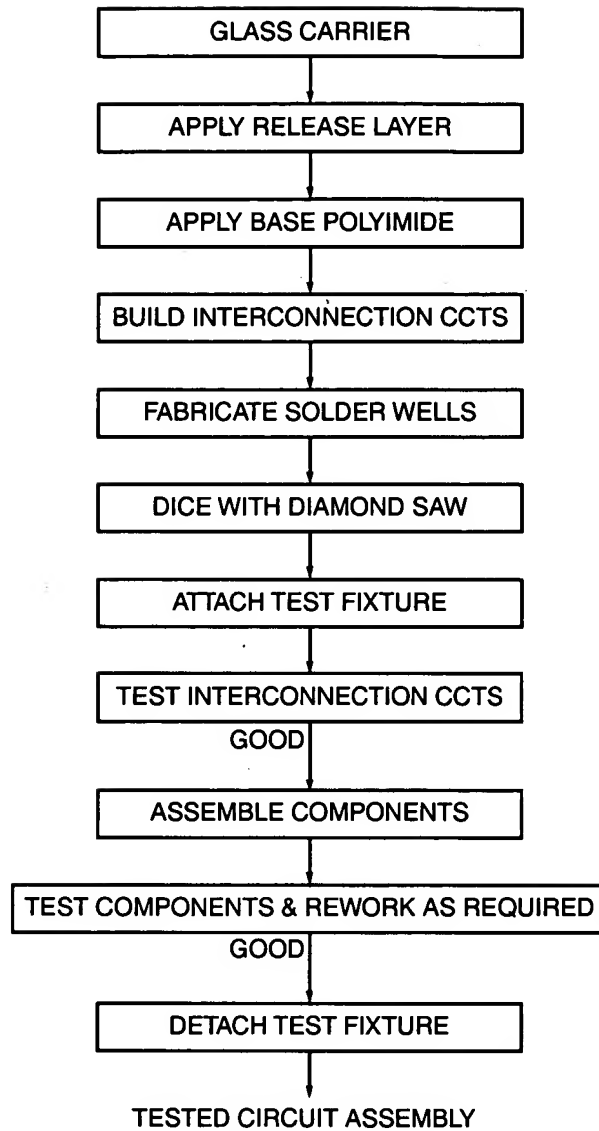 GLASS CARRIER
APPLY RELEASE LAYER
APPLY BASE POLYIMIDE
BUILD INTERCONNECTION CCTS
FABRICATE SOLDER WELLS
DICE WITH DIAMOND SAW
ATTACH TEST FIXTURE
TEST INTERCONNECTION CCTS
GOOD
ASSEMBLE COMPONENTS
TEST COMPONENTS & REWORK AS REQUIRED
GOOD
DETACH TEST FIXTURE
TESTED CIRCUIT ASSEMBLY